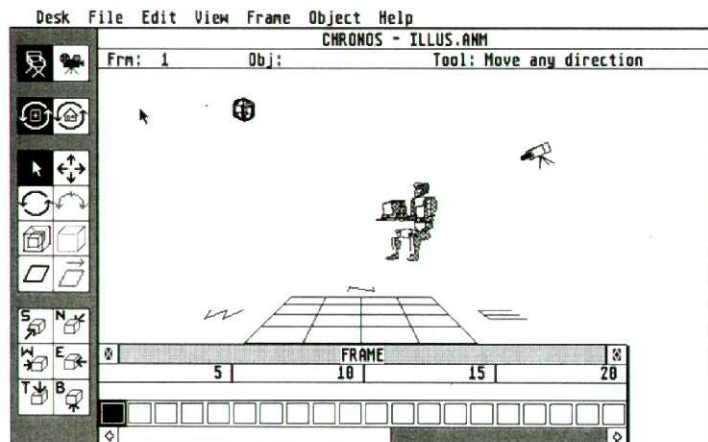 Desk File Edit View Frame Object Help
CHRONOS - ILLUS.ANM
Frm: 1 Obj: Tool: Move any direction
S N
W E
T B
FRAME
5 10 15 20